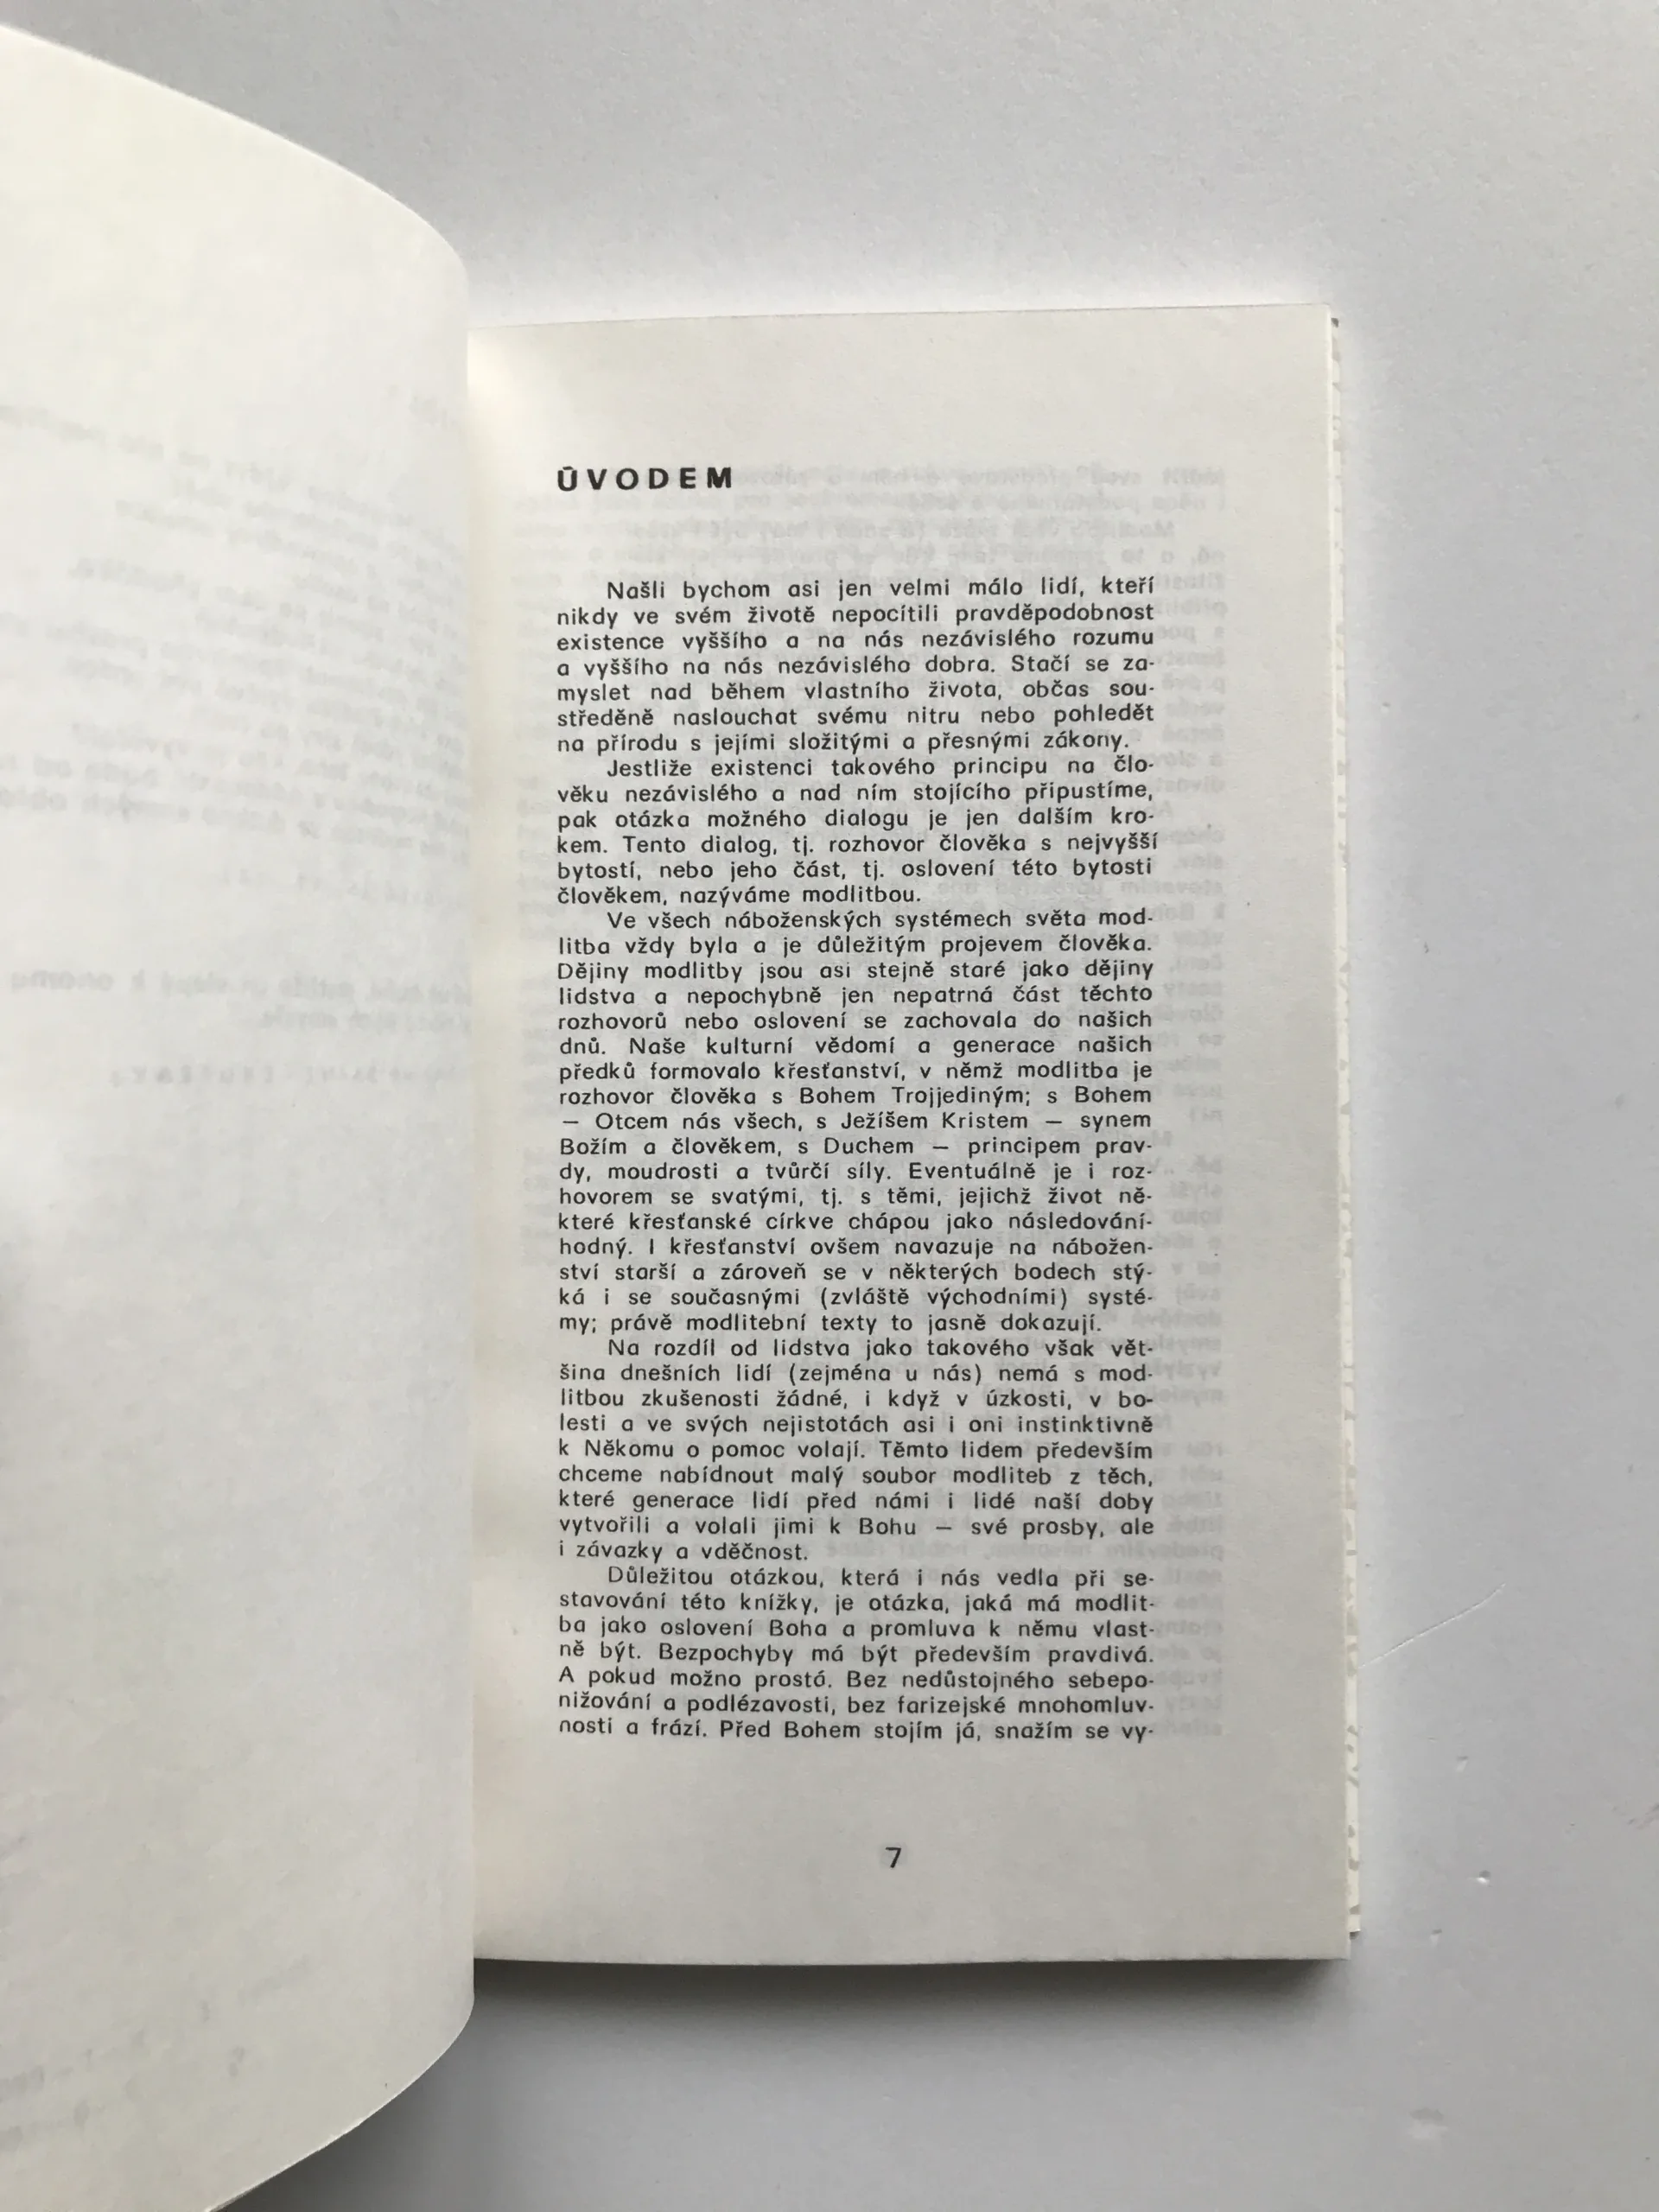 ÚVODEM
Našli bychom asi jen velmi málo lidí, kteří
nikdy ve svém životě nepocítili pravděpodobnost
existence vyššího a na nás nezávislého rozumu
a vyššího na nás nezávislého dobra. Stačí se za-
myslet nad během vlastního života, občas sou-
středěně naslouchat svému nitru nebo pohledět
na přírodu s jejími složitými a přesnými zákony.
Jestliže existenci takového principu na člo-
věku nezávislého a nad ním stojícího připustíme,
pak otázka možného dialogu je jen dalším kro-
kem. Tento dialog, tj. rozhovor člověka s nejvyšší
bytostí, nebo jeho část, tj. oslovení této bytosti
člověkem, nazýváme modlitbou.
Ve všech náboženských systémech světa mod-
litba vždy byla a je důležitým projevem člověka.
Dějiny modlitby jsou asi stejně staré jako dějiny
lidstva a nepochybně jen nepatrná část těchto
rozhovorů nebo oslovení se zachovala do našich
dnů. Naše kulturní vědomí a generace našich
předků formovalo křesťanství, v němž modlitba je
rozhovor člověka s Bohem Trojjediným; s Bohem
— Otcem nás všech, s Ježíšem Kristem — synem
Božím a člověkem, s Duchem — principem prav-
dy, moudrosti a tvůrčí síly. Eventuálně je i roz-
hovorem se svatými, tj. s těmi, jejichž život ně-
které křesťanské církve chápou jako následování-
hodný. I křesťanství ovšem navazuje na nábožen-
ství starší a zároveň se v některých bodech stý-
ká i se současnými (zvláště východními) systé-
my; právě modlitební texty to jasně dokazují.
Na rozdíl od lidstva jako takového však vět-
šina dnešních lidí (zejména u nás) nemá s mod-
litbou zkušenosti žádné, i když v úzkosti, v bo-
lesti a ve svých nejistotách asi i oni instinktivně
k Někomu o pomoc volají. Těmto lidem především
chceme nabídnout malý soubor modliteb z těch,
které generace lidí před námi i lidé naší doby
vytvořili a volali jimi k Bohu — své prosby, ale
i závazky a vděčnost.
Důležitou otázkou, která i nás vedla při se-
stavování této knížky, je otázka, jaká má modlit-
ba jako oslovení Boha a promluva k němu vlast-
ně být. Bezpochyby má být především pravdivá.
A pokud možno prostá. Bez nedůstojného sebepo-
nižování a podlézavosti, bez farizejské mnohomluv-
nosti a frází. Před Bohem stojím já, snažím se vy-
7